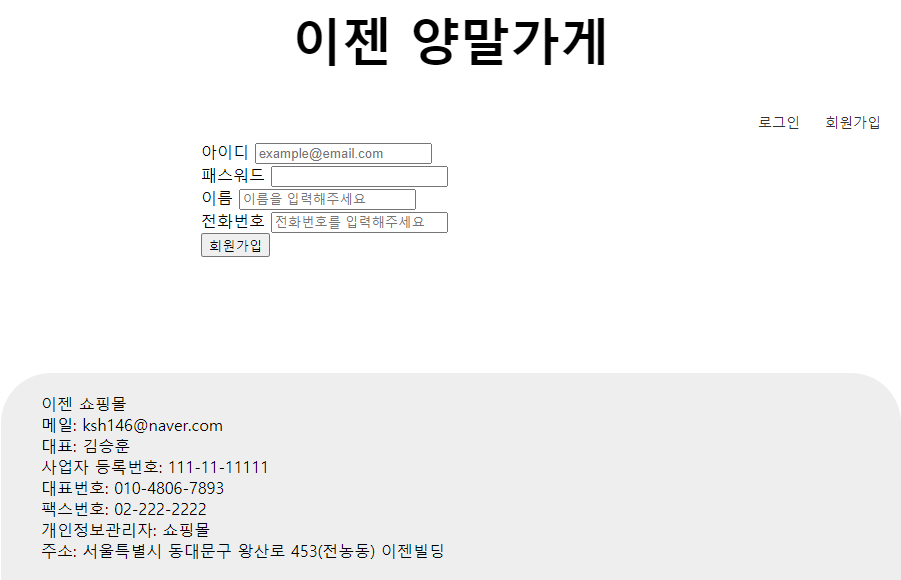 이젠 양말가게
로그인 회원가입
아이디 example@email.com
패스워드
이름 이름을 입력해주세요
전화번호 전화번호를 입력해주세요
회원가입
이젠 쇼핑몰
메일: ksh146@naver.com
대표: 김승훈
사업자 등록번호: 111-11-11111
대표번호: 010-4806-7893
팩스번호: 02-222-2222
개인정보관리자: 쇼핑몰
주소: 서울특별시 동대문구 왕산로 453(전농동) 이젠빌딩